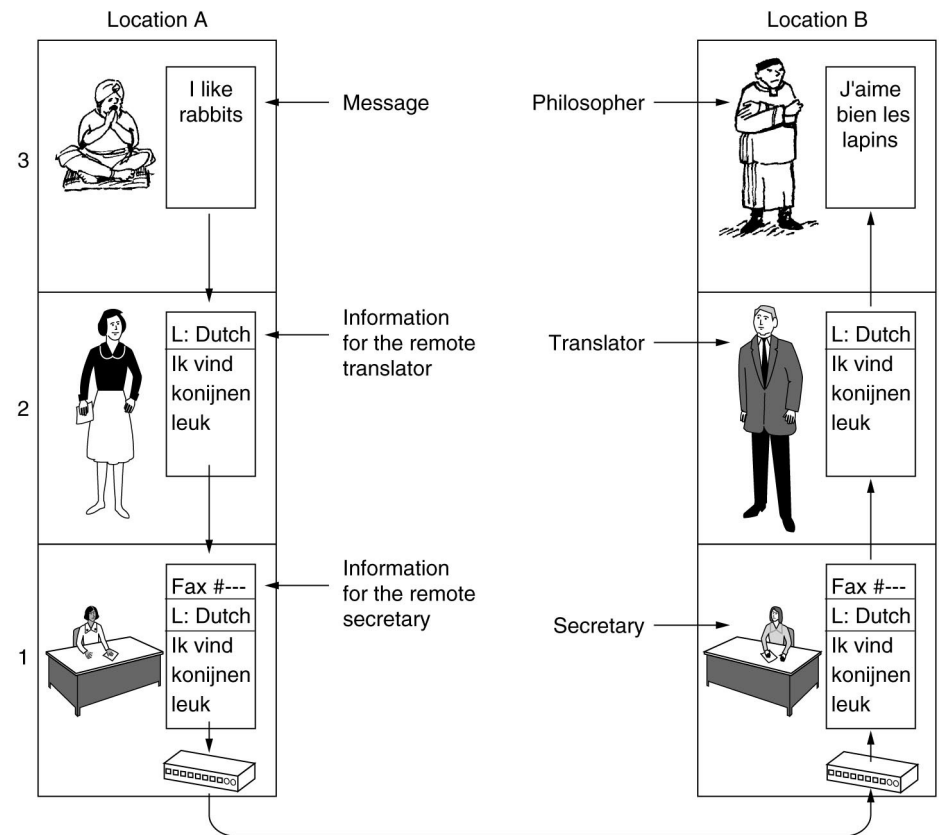 Location A
Location B
I like
rabbits
Message
Philosopher
J'aime
bien les
lapins
3
L: Dutch
Ik vind
konijnen
leuk
Information
for the remote
translator
Translator
L: Dutch
Ik vind
konijnen
leuk
2
Fax #---
L: Dutch
Ik vind
konijnen
leuk
Information
for the remote
secretary
Secretary
Fax #---
L: Dutch
Ik vind
konijnen
leuk
1